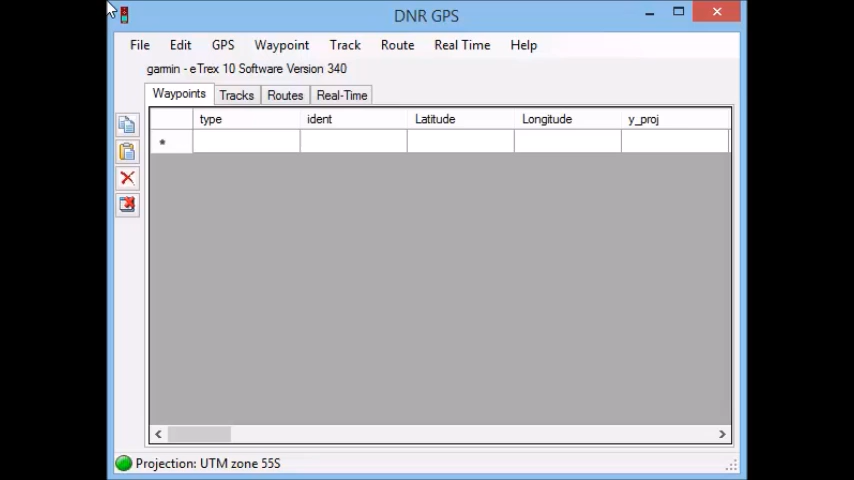 DNR GPS
File Edit GPS Waypoint Track Route Real Time Help
garmin - eTrex 10 Software Version 340
Waypoints Tracks Routes Real-Time
type ident Latitude Longitude y_proj
*
Projection: UTM zone 55S